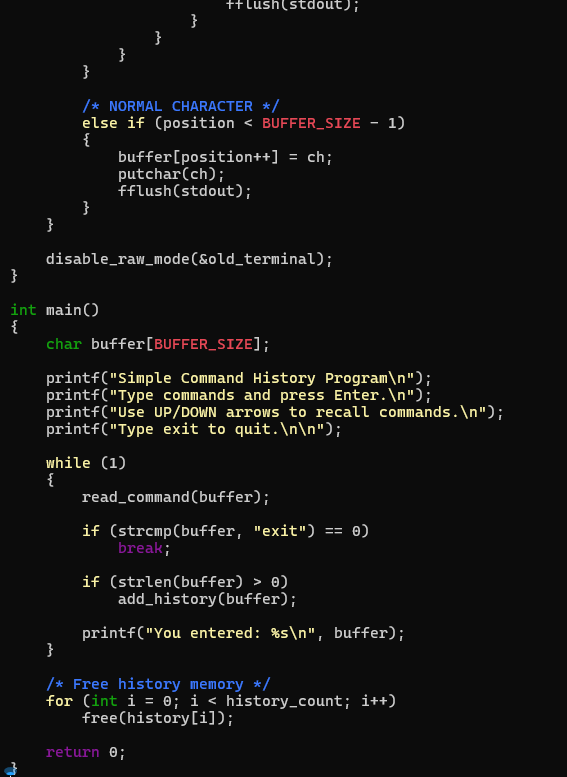 fflush(stdout);
                    }
                }
            }
        }

        /* NORMAL CHARACTER */
        else if (position < BUFFER_SIZE - 1)
        {
            buffer[position++] = ch;
            putchar(ch);
            fflush(stdout);
        }
    }

    disable_raw_mode(&old_terminal);
}

int main()
{
    char buffer[BUFFER_SIZE];

    printf("Simple Command History Program\n");
    printf("Type commands and press Enter.\n");
    printf("Use UP/DOWN arrows to recall commands.\n");
    printf("Type exit to quit.\n\n");

    while (1)
    {
        read_command(buffer);

        if (strcmp(buffer, "exit") == 0)
            break;

        if (strlen(buffer) > 0)
            add_history(buffer);

        printf("You entered: %s\n", buffer);
    }

    /* Free history memory */
    for (int i = 0; i < history_count; i++)
        free(history[i]);

    return 0;
}